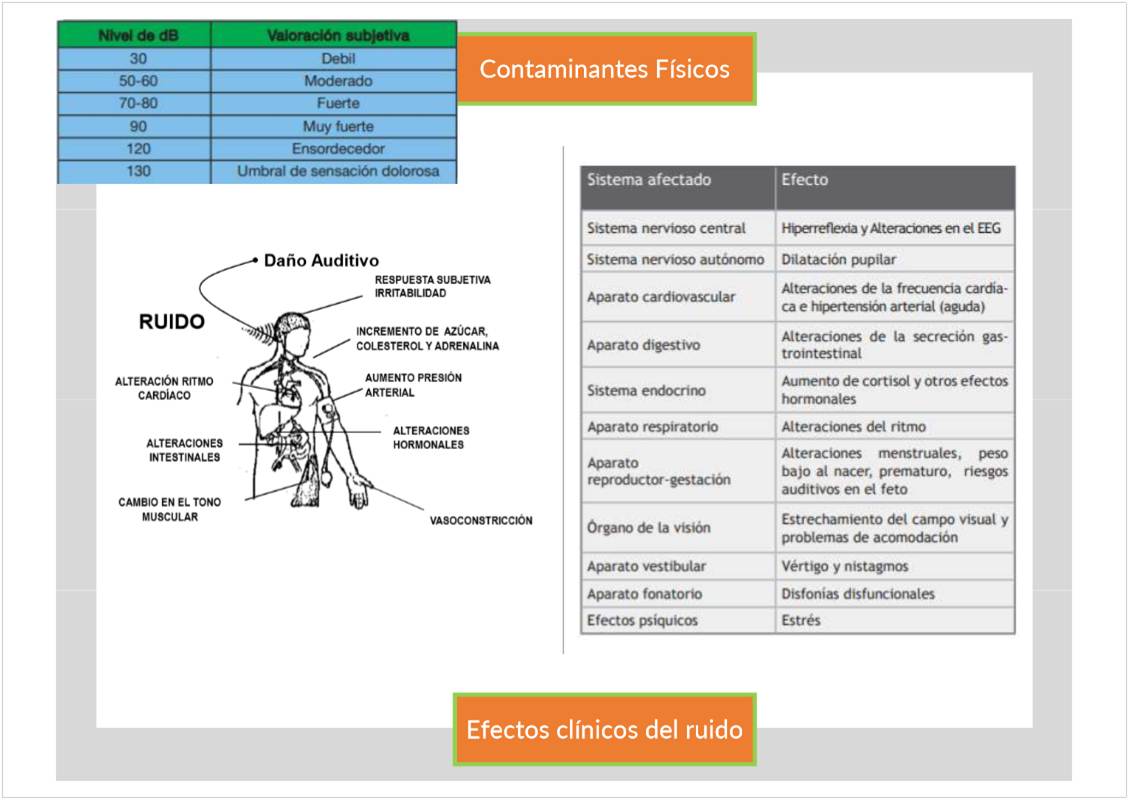 Nivel de dB Valoración subjetiva
30 Debil
50-60 Moderado
70-80 Fuerte
90 Muy fuerte
120 Ensordecedor
130 Umbral de sensación dolorosa
Contaminantes Físicos
Daño Auditivo
RESPUESTA SUBJETIVA
IRRITABILIDAD
RUIDO
INCREMENTO DE AZÚCAR,
COLESTEROL Y ADRENALINA
ALTERACIÓN RITMO
CARDÍACO
AUMENTO PRESIÓN
ARTERIAL
ALTERACIONES
HORMONALES
ALTERACIONES
INTESTINALES
CAMBIO EN EL TONO
MUSCULAR
VASOCONSTRICCIÓN
Sistema afectado Efecto
Sistema nervioso central Hiperreflexia y Alteraciones en el EEG
Sistema nervioso autónomo Dilatación pupilar
Aparato cardiovascular Alteraciones de la frecuencia cardía-
ca e hipertensión arterial (aguda)
Aparato digestivo Alteraciones de la secreción gas-
trointestinal
Sistema endocrino Aumento de cortisol y otros efectos
hormonales
Aparato respiratorio Alteraciones del ritmo
Aparato
reproductor-gestación Alteraciones menstruales, peso
bajo al nacer, prematuro, riesgos
auditivos en el feto
Órgano de la visión Estrechamiento del campo visual y
problemas de acomodación
Aparato vestibular Vértigo y nistagmos
Aparato fonatorio Disfonías disfuncionales
Efectos psíquicos Estrés
Efectos clínicos del ruido